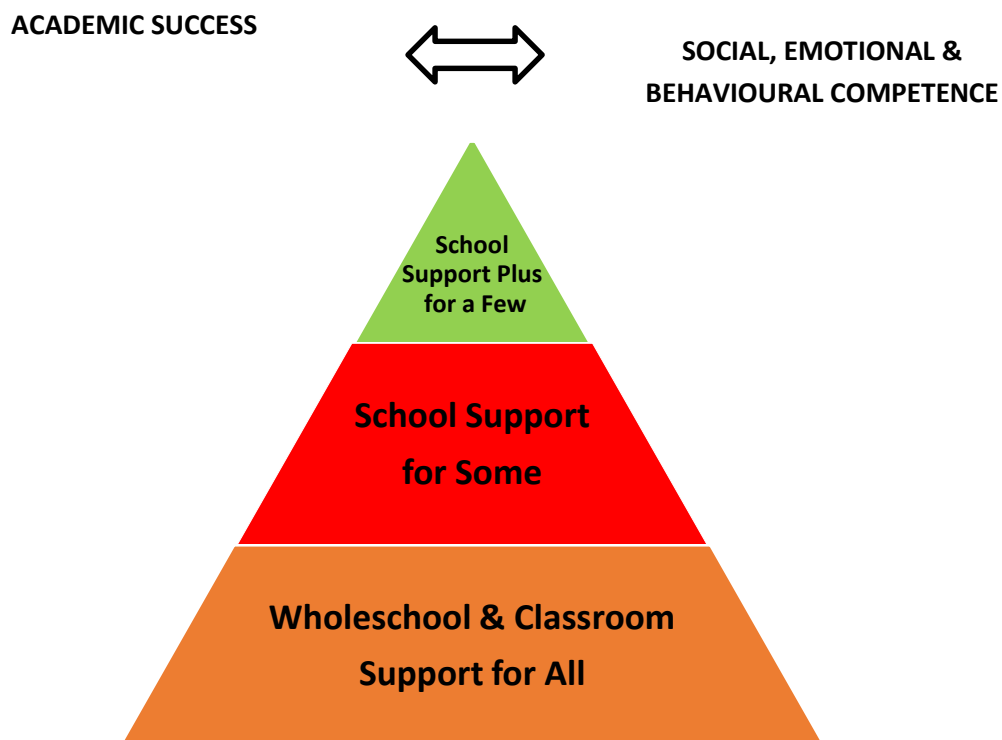 ACADEMIC SUCCESS
SOCIAL, EMOTIONAL &
BEHAVIOURAL COMPETENCE
School
Support Plus
for a Few
School Support
for Some
Wholeschool & Classroom
Support for All